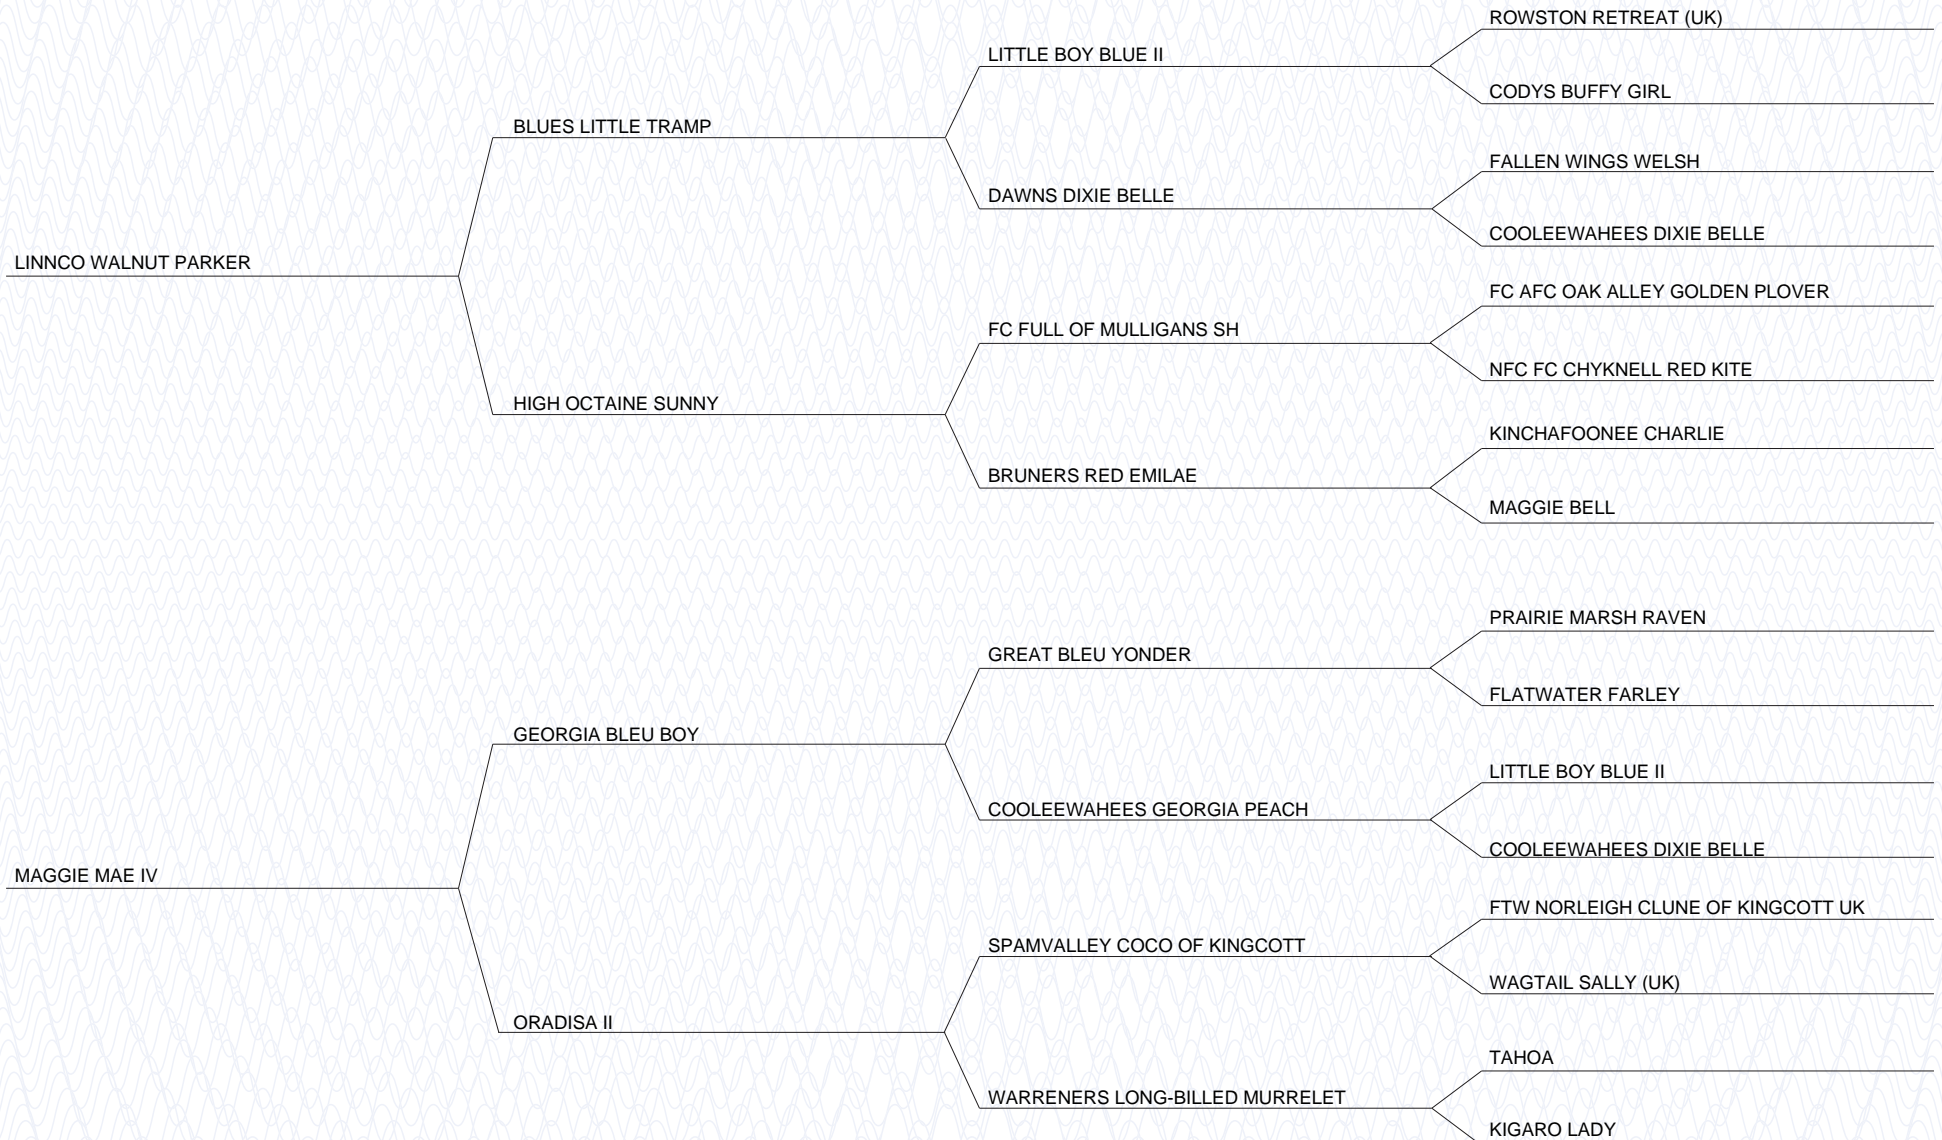 ROWSTON RETREAT (UK)
LITTLE BOY BLUE II
CODYS BUFFY GIRL
BLUES LITTLE TRAMP
FALLEN WINGS WELSH
DAWNS DIXIE BELLE
COOLEEWAHEES DIXIE BELLE
LINNCO WALNUT PARKER
FC AFC OAK ALLEY GOLDEN PLOVER
FC FULL OF MULLIGANS SH
NFC FC CHYKNELL RED KITE
HIGH OCTAINE SUNNY
KINCHAFOONEE CHARLIE
BRUNERS RED EMILAE
MAGGIE BELL
PRAIRIE MARSH RAVEN
GREAT BLEU YONDER
FLATWATER FARLEY
GEORGIA BLEU BOY
LITTLE BOY BLUE II
COOLEEWAHEES GEORGIA PEACH
COOLEEWAHEES DIXIE BELLE
MAGGIE MAE IV
FTW NORLEIGH CLUNE OF KINGCOTT UK
SPAMVALLEY COCO OF KINGCOTT
WAGTAIL SALLY (UK)
ORADISA II
TAHOA
WARRENERS LONG-BILLED MURRELET
KIGARO LADY